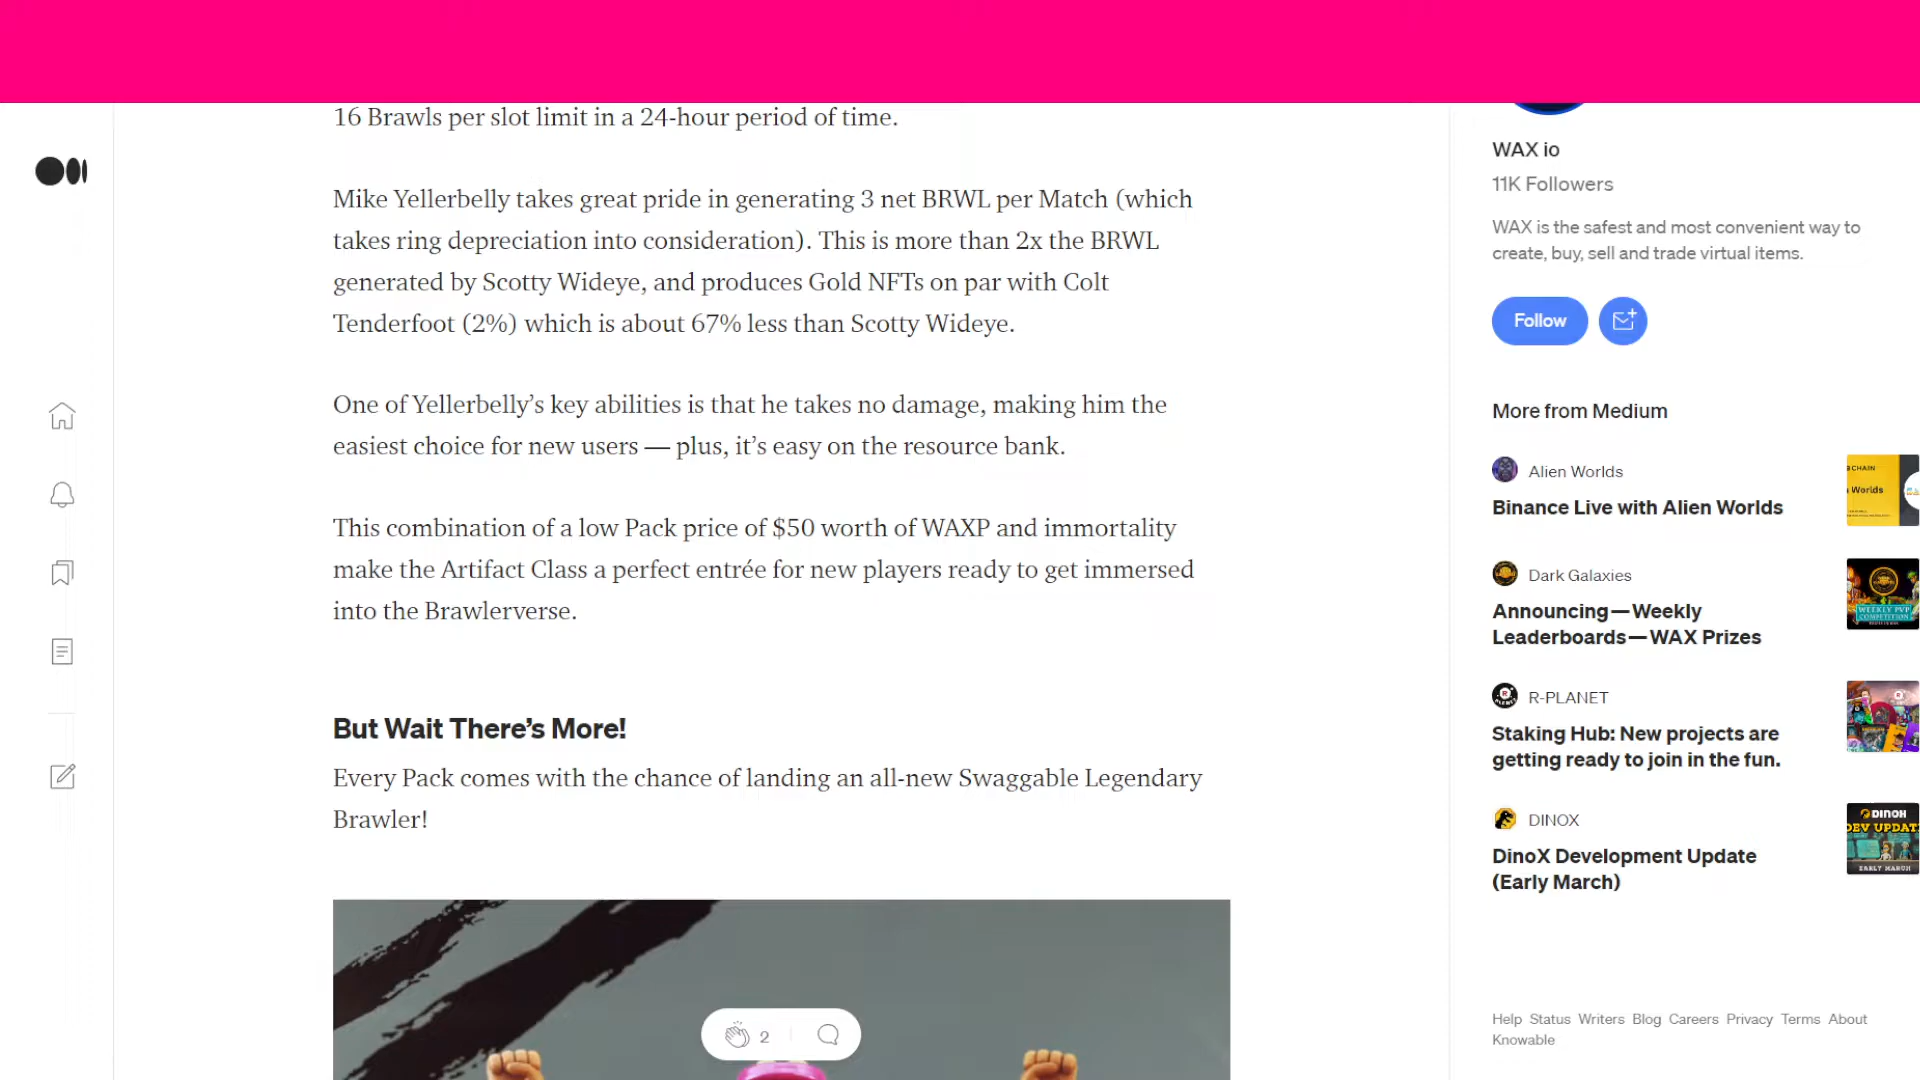 16 Brawls per slot limit in a 24-hour period of time.
Mike Yellerbelly takes great pride in generating 3 net BRWL per Match (which
takes ring depreciation into consideration). This is more than 2x the BRWL
generated by Scotty Wideye, and produces Gold NFTs on par with Colt
Tenderfoot (2%) which is about 67% less than Scotty Wideye.
One of Yellerbelly’s key abilities is that he takes no damage, making him the
easiest choice for new users — plus, it’s easy on the resource bank.
This combination of a low Pack price of $50 worth of WAXP and immortality
make the Artifact Class a perfect entrée for new players ready to get immersed
into the Brawlerverse.
But Wait There’s More!
Every Pack comes with the chance of landing an all-new Swaggable Legendary
Brawler!
2
WAX io
11K Followers
WAX is the safest and most convenient way to
create, buy, sell and trade virtual items.
Follow
More from Medium
Alien Worlds
Binance Live with Alien Worlds
CHAIN
Worlds
Dark Galaxies
Announcing — Weekly
Leaderboards — WAX Prizes
WEEKLY PVP
COMPETITION
R-PLANET
Staking Hub: New projects are
getting ready to join in the fun.
DINOX
DinoX Development Update
(Early March)
DINOX
DEV UPDAT
EARLY MARCH
Help Status Writers Blog Careers Privacy Terms About
Knowable